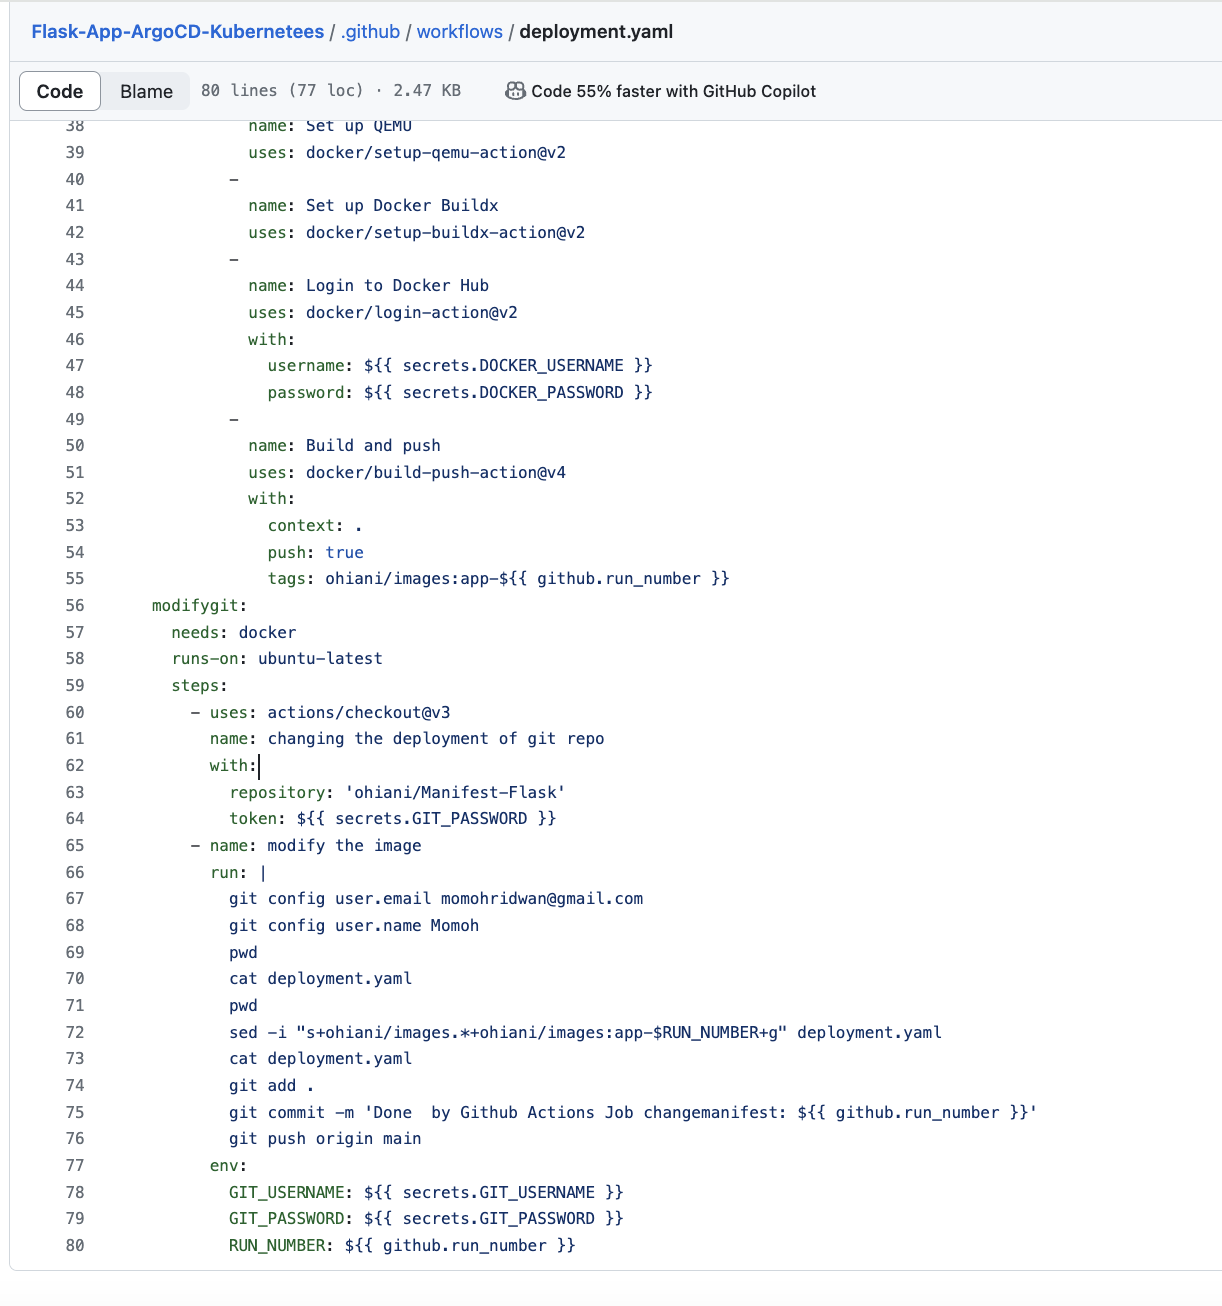 Flask-App-ArgoCD-Kubernetees / .github / workflows / deployment.yaml
Code Blame 80 lines (77 loc) · 2.47 KB Code 55% faster with GitHub Copilot
38 name: Set up QEMU
39 uses: docker/setup-qemu-action@v2
40 -
41 name: Set up Docker Buildx
42 uses: docker/setup-buildx-action@v2
43 -
44 name: Login to Docker Hub
45 uses: docker/login-action@v2
46 with:
47 username: ${{ secrets.DOCKER_USERNAME }}
48 password: ${{ secrets.DOCKER_PASSWORD }}
49 -
50 name: Build and push
51 uses: docker/build-push-action@v4
52 with:
53 context: .
54 push: true
55 tags: ohiani/images:app-${{ github.run_number }}
56 modifygit:
57 needs: docker
58 runs-on: ubuntu-latest
59 steps:
60 - uses: actions/checkout@v3
61 name: changing the deployment of git repo
62 with:
63 repository: 'ohiani/Manifest-Flask'
64 token: ${{ secrets.GIT_PASSWORD }}
65 - name: modify the image
66 run: |
67 git config user.email momohridwan@gmail.com
68 git config user.name Momoh
69 pwd
70 cat deployment.yaml
71 pwd
72 sed -i "s+ohiani/images.*+ohiani/images:app-$RUN_NUMBER+g" deployment.yaml
73 cat deployment.yaml
74 git add .
75 git commit -m 'Done  by Github Actions Job changemanifest: ${{ github.run_number }}'
76 git push origin main
77 env:
78 GIT_USERNAME: ${{ secrets.GIT_USERNAME }}
79 GIT_PASSWORD: ${{ secrets.GIT_PASSWORD }}
80 RUN_NUMBER: ${{ github.run_number }}